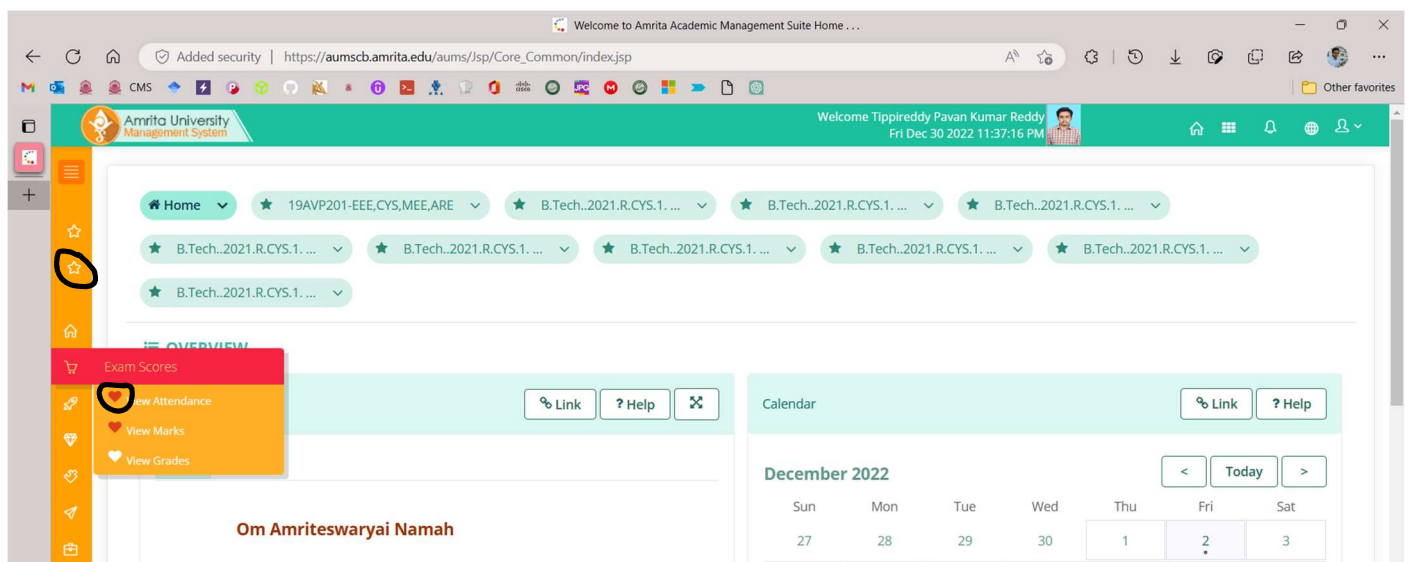 Welcome to Amrita Academic Management Suite Home . . .
Added security | https://aumscb.amrita.edu/aums/Jsp/Core_Common/index.jsp
CMS
Other favorites
Amrita University
Management System
Welcome Tippireddy Pavan Kumar Reddy
Fri Dec 30 2022 11:37:16 PM
Home
19AVP201-EEE,CYS,MEE,ARE
B.Tech..2021.R.CYS.1. ...
B.Tech..2021.R.CYS.1. ...
B.Tech..2021.R.CYS.1. ...
B.Tech..2021.R.CYS.1. ...
B.Tech..2021.R.CYS.1. ...
B.Tech..2021.R.CYS.1. ...
B.Tech..2021.R.CYS.1. ...
B.Tech..2021.R.CYS.1. ...
B.Tech..2021.R.CYS.1. ...
OVERVIEW
Exam Scores
View Attendance
View Marks
View Grades
Link
? Help
Calendar
Link
? Help
December 2022
< Today >
Sun Mon Tue Wed Thu Fri Sat
27 28 29 30 1 2 3
Om Amriteswaryai Namah